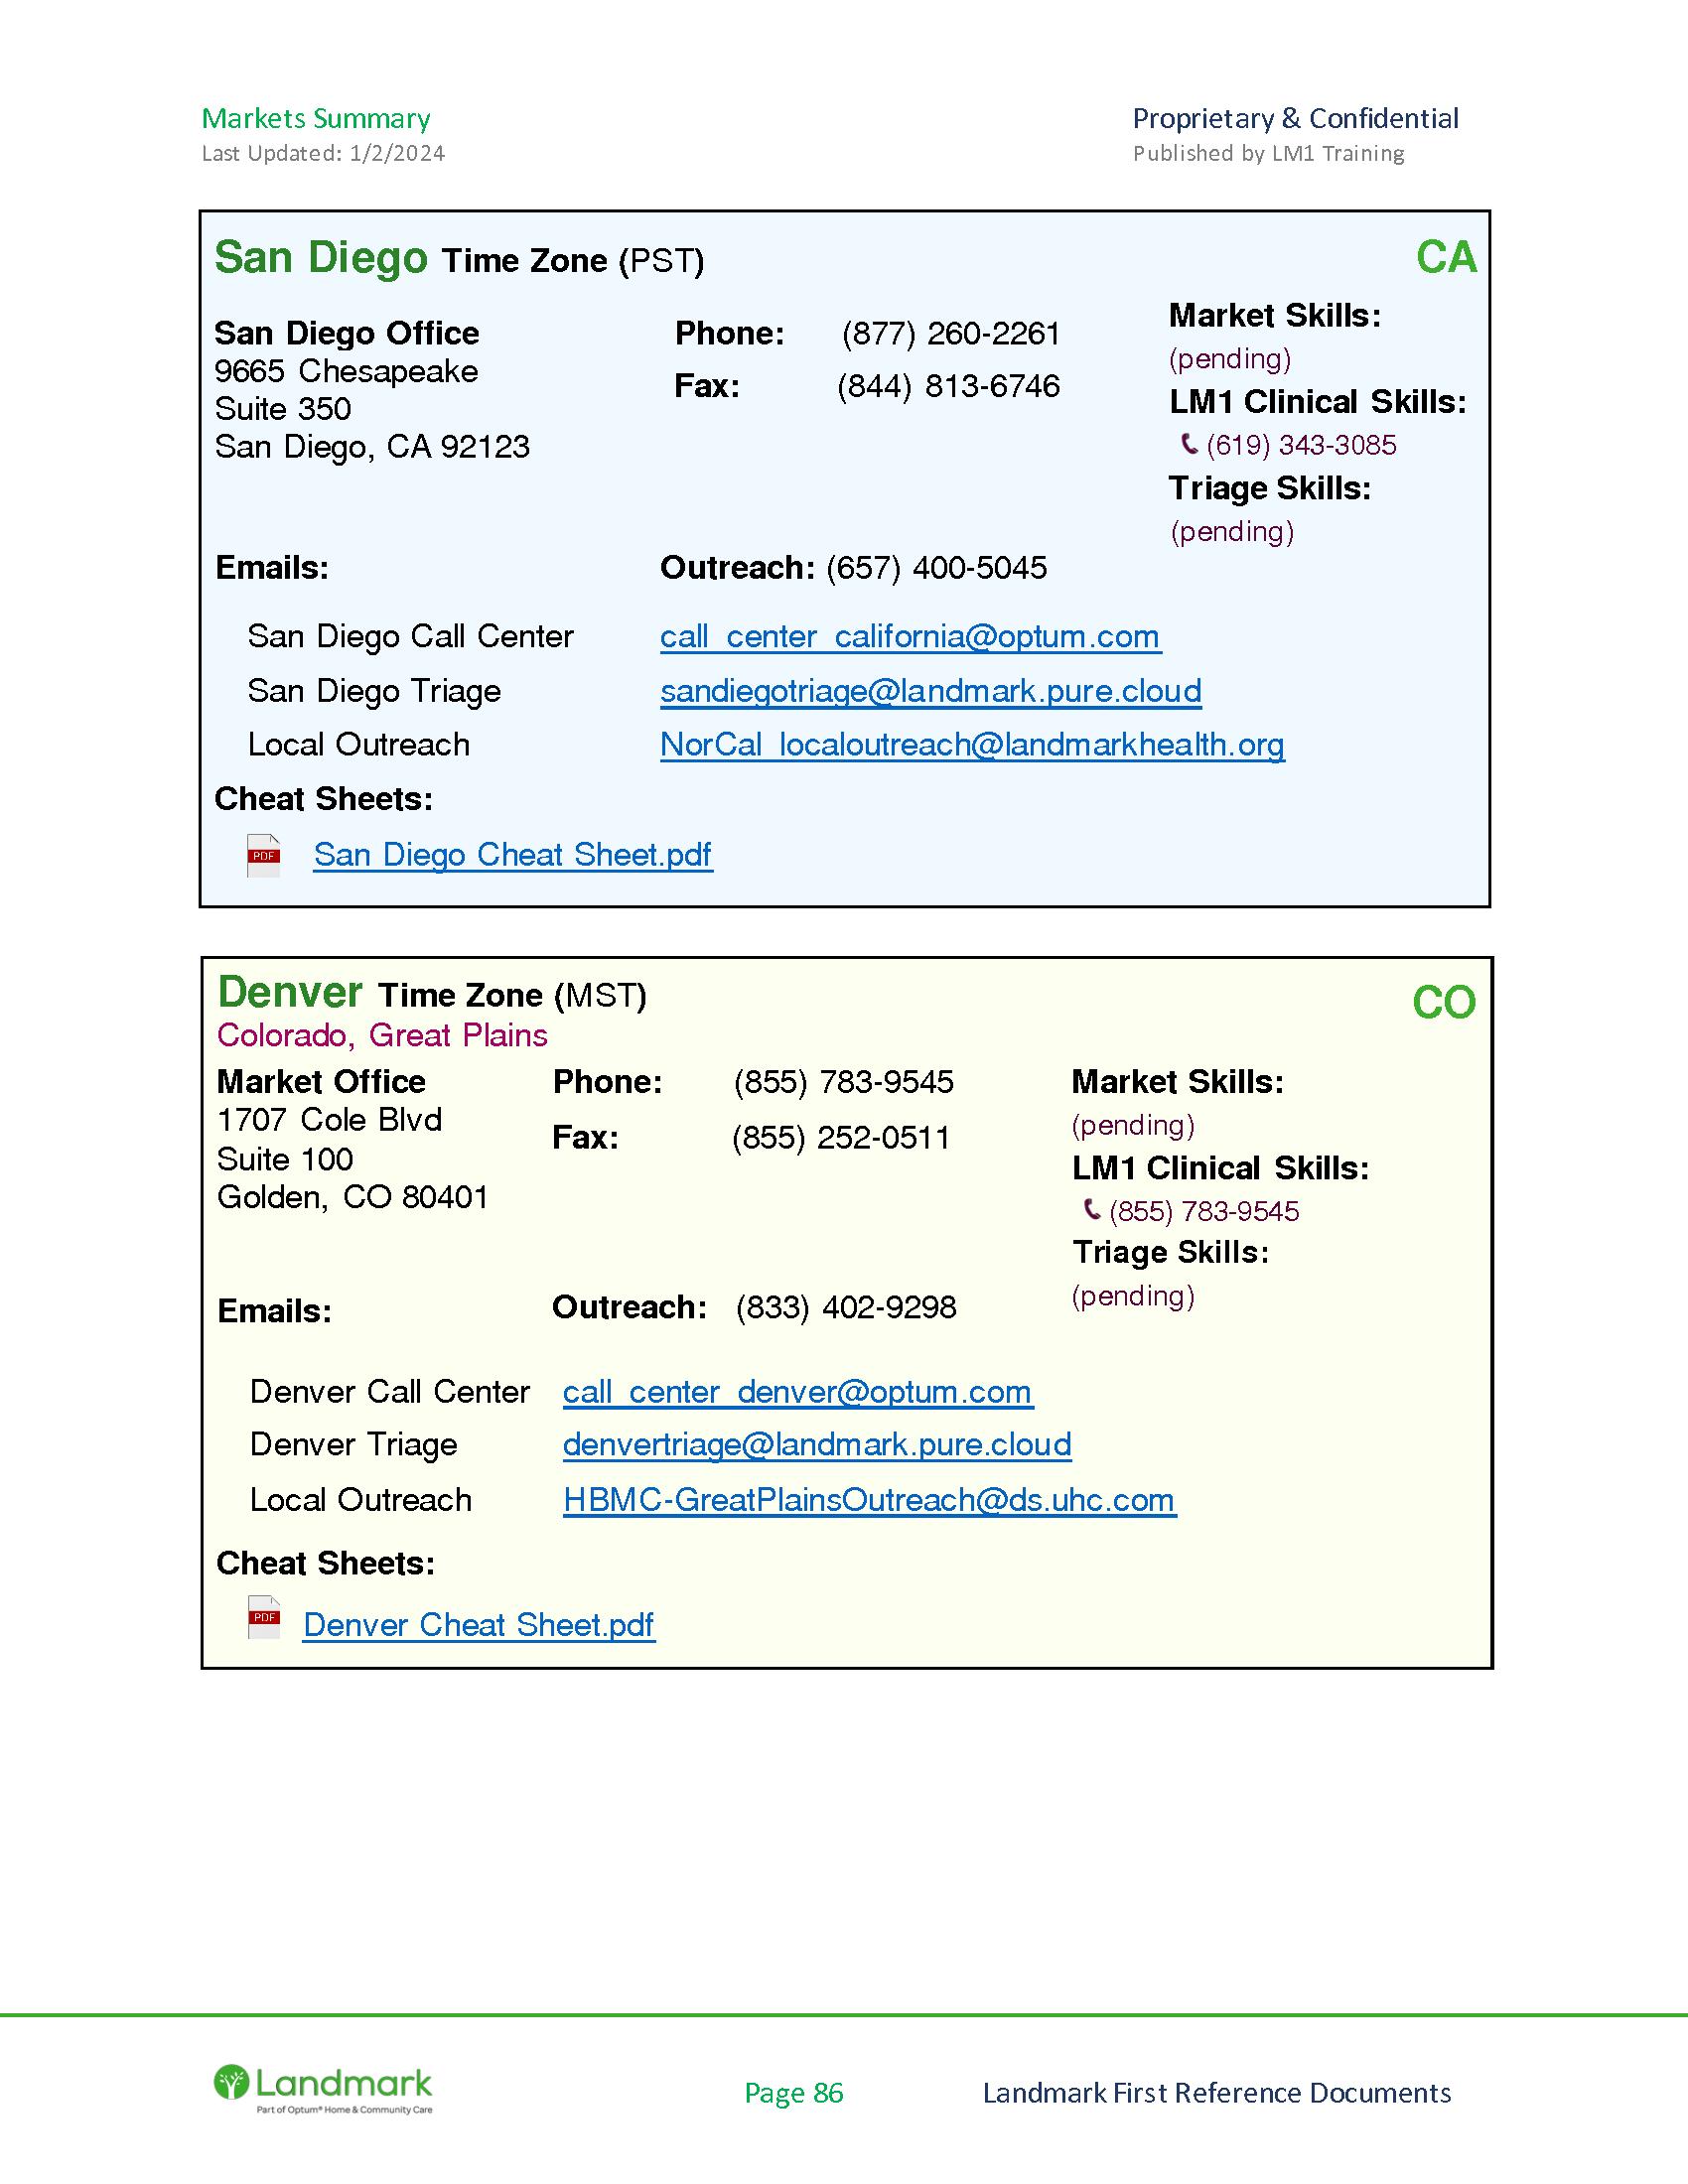 Markets Summary
Proprietary & Confidential
Last Updated: 1/2/2024
Published by LM1 Training
San Diego Time Zone (PST)
CA
San Diego Office
9665 Chesapeake
Suite 350
San Diego, CA 92123
Phone: (877) 260-2261
Fax: (844) 813-6746
Market Skills:
(pending)
LM1 Clinical Skills:
(619) 343-3085
Triage Skills:
(pending)
Emails:
Outreach: (657) 400-5045
San Diego Call Center call_center_california@optum.com
San Diego Triage sandiegotriage@landmark.pure.cloud
Local Outreach NorCal_localoutreach@landmarkhealth.org
Cheat Sheets:
PDF San Diego Cheat Sheet.pdf
Denver Time Zone (MST)
CO
Colorado, Great Plains
Market Office
1707 Cole Blvd
Suite 100
Golden, CO 80401
Phone: (855) 783-9545
Fax: (855) 252-0511
Market Skills:
(pending)
LM1 Clinical Skills:
(855) 783-9545
Triage Skills:
(pending)
Emails:
Outreach: (833) 402-9298
Denver Call Center call_center_denver@optum.com
Denver Triage denvertriage@landmark.pure.cloud
Local Outreach HBMC-GreatPlainsOutreach@ds.uhc.com
Cheat Sheets:
PDF Denver Cheat Sheet.pdf
Landmark
Part of Optum® Home & Community Care
Page 86
Landmark First Reference Documents